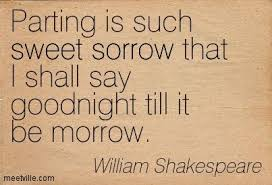 Parting is such
sweet sorrow that
I shall say
goodnight till it
be morrow.
William Shakespeare
meetville.com